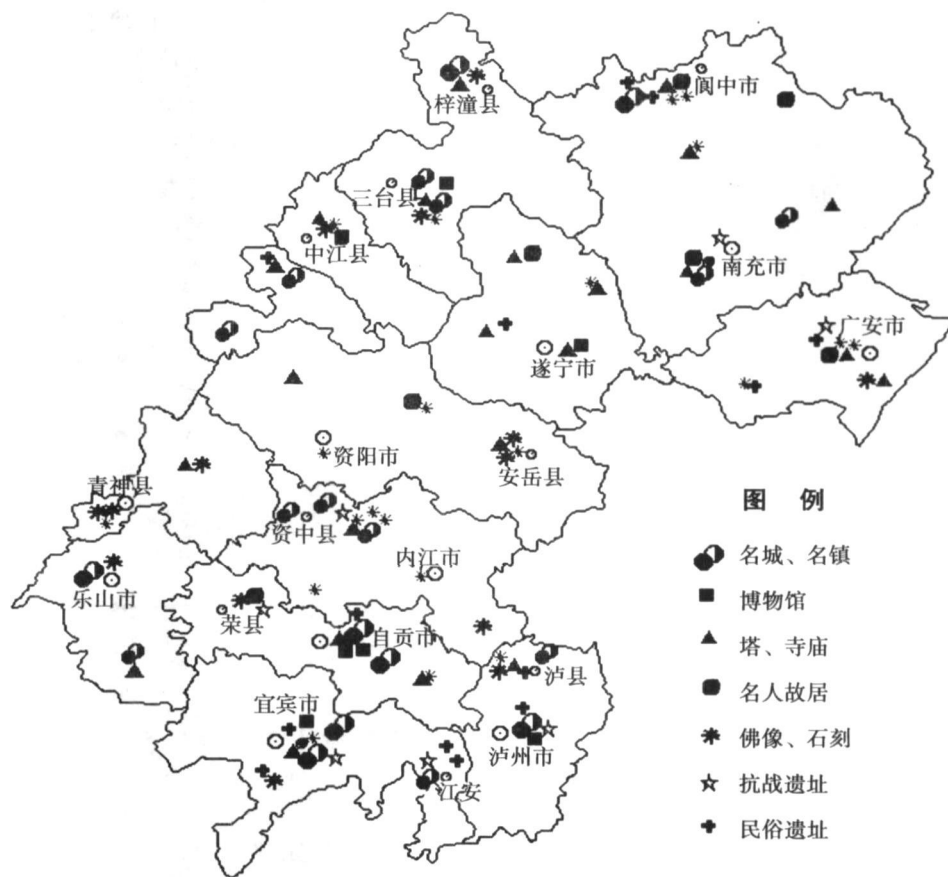 梓潼县
阆中市
三台县
中江县
南充市
广安市
遂宁市
资阳市
安岳县
青神县
资中县
内江市
乐山市
荣县
自贡市
泸县
宜宾市
泸州市
江安
图 例
名城、名镇
博物馆
塔、寺庙
名人故居
佛像、石刻
抗战遗址
民俗遗址